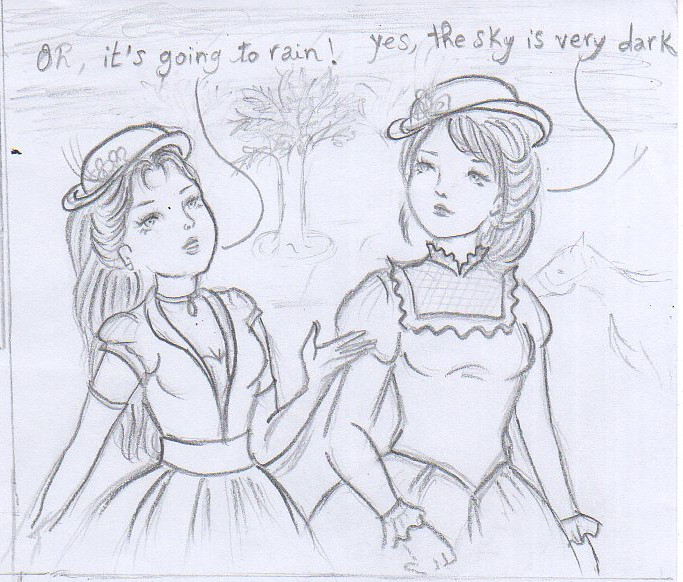 Oh, it's going to rain!
yes, the sky is very dark